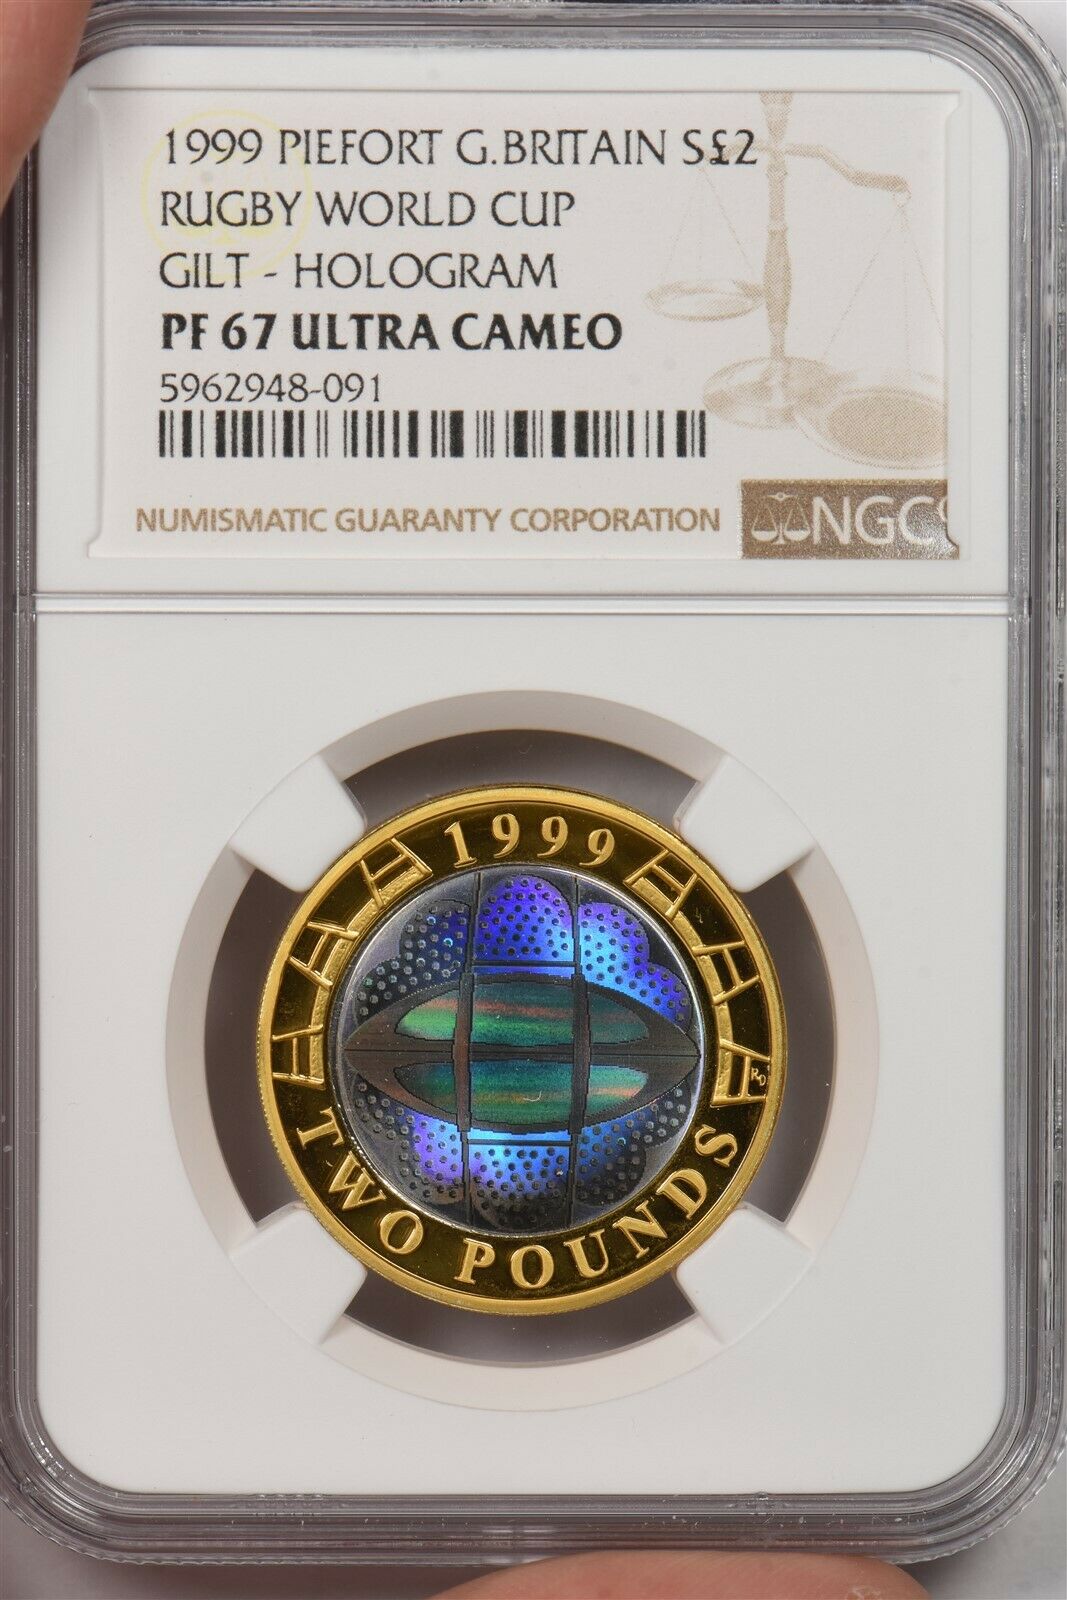 1999 PIEFORT G.BRITAIN S£2
RUGBY WORLD CUP
GILT - HOLOGRAM
PF 67 ULTRA CAMEO
5962948-091
NUMISMATIC GUARANTY CORPORATION
NGC
1999
RD
TWO POUNDS